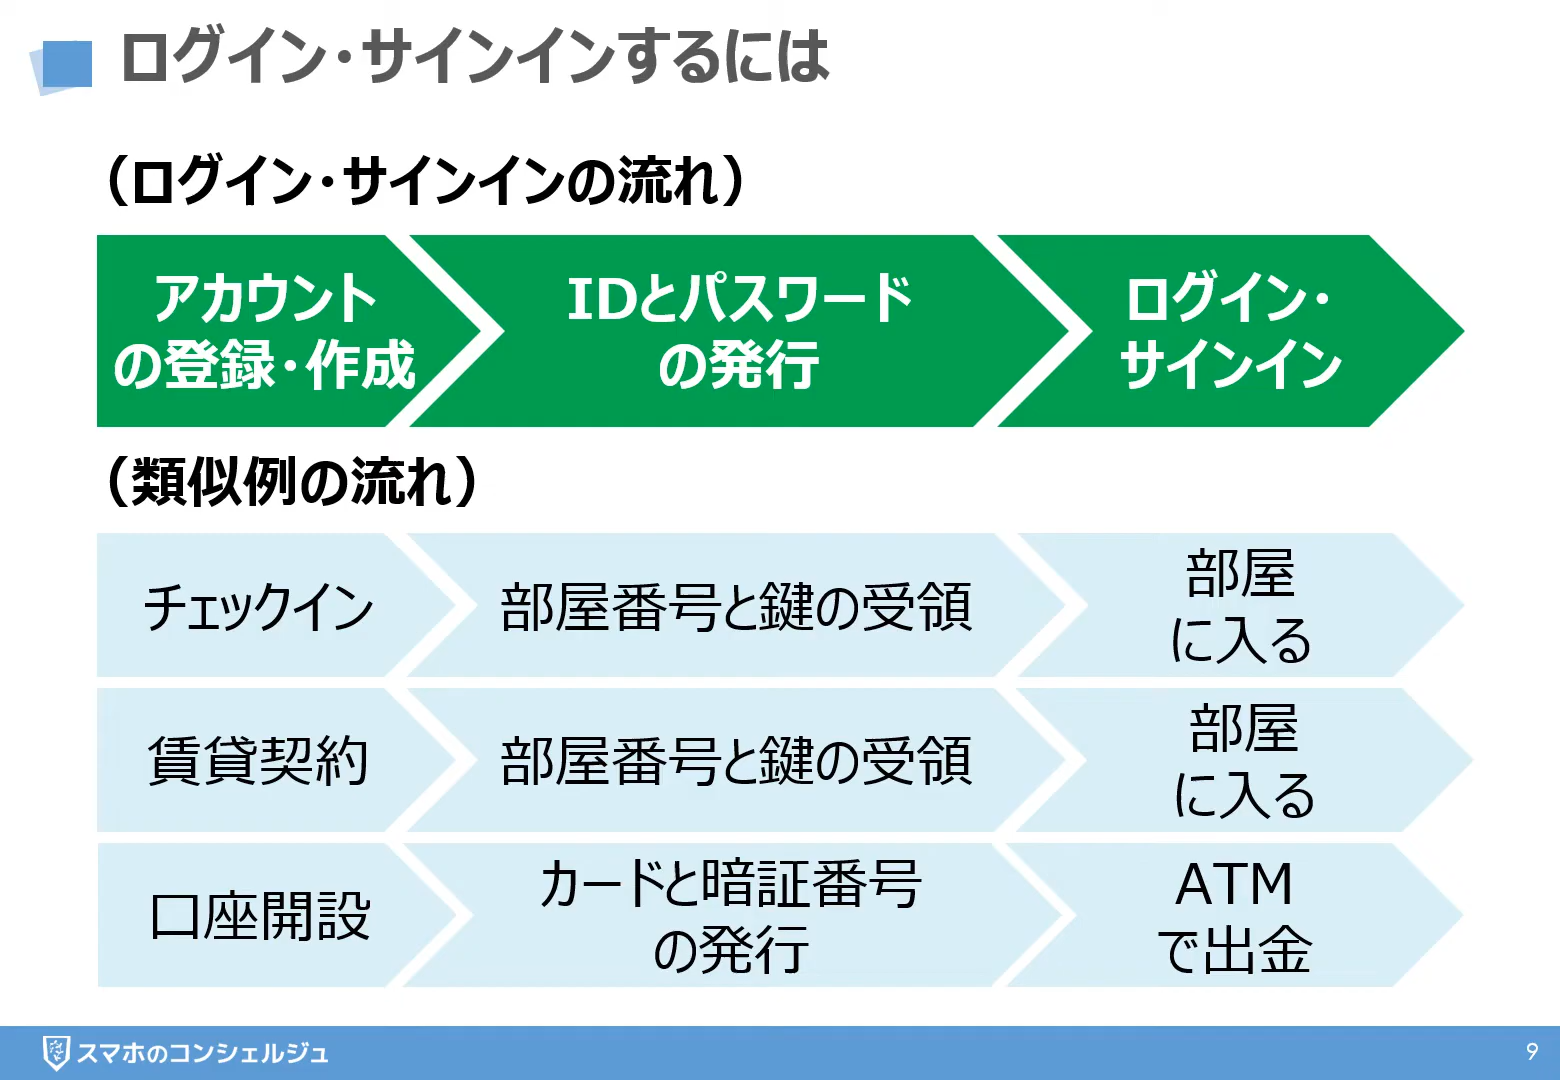 ログイン・サインインするには
（ログイン・サインインの流れ）
アカウント
の登録・作成
IDとパスワード
の発行
ログイン・
サインイン
（類似例の流れ）
チェックイン
部屋番号と鍵の受領
部屋
に入る
賃貸契約
部屋番号と鍵の受領
部屋
に入る
口座開設
カードと暗証番号
の発行
ATM
で出金
スマホのコンシェルジュ
9